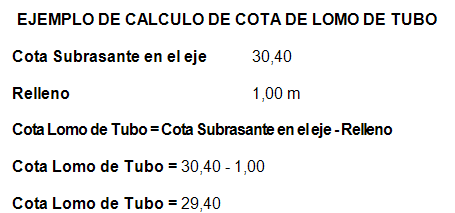 EJEMPLO DE CALCULO DE COTA DE LOMO DE TUBO
Cota Subrasante en el eje 30,40
Relleno 1,00 m
Cota Lomo de Tubo = Cota Subrasante en el eje - Relleno
Cota Lomo de Tubo = 30,40 - 1,00
Cota Lomo de Tubo = 29,40